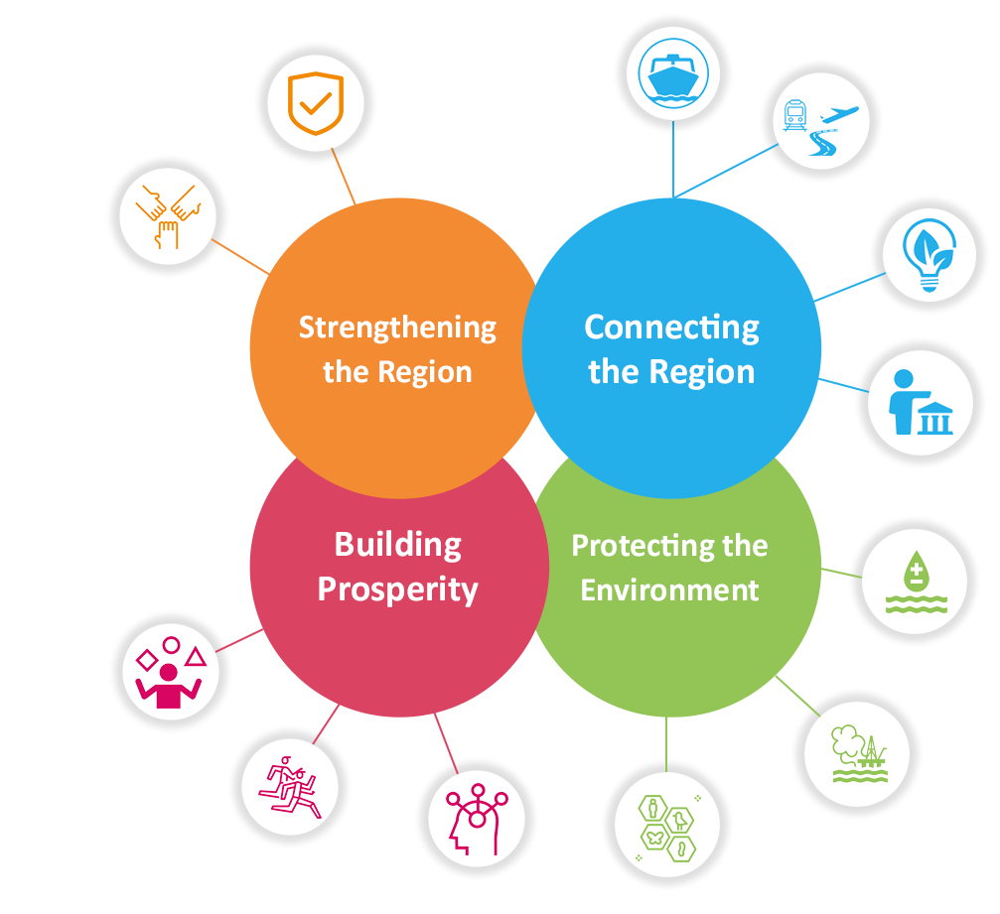 Strengthening
the Region
Connecting
the Region
Building
Prosperity
Protecting the
Environment